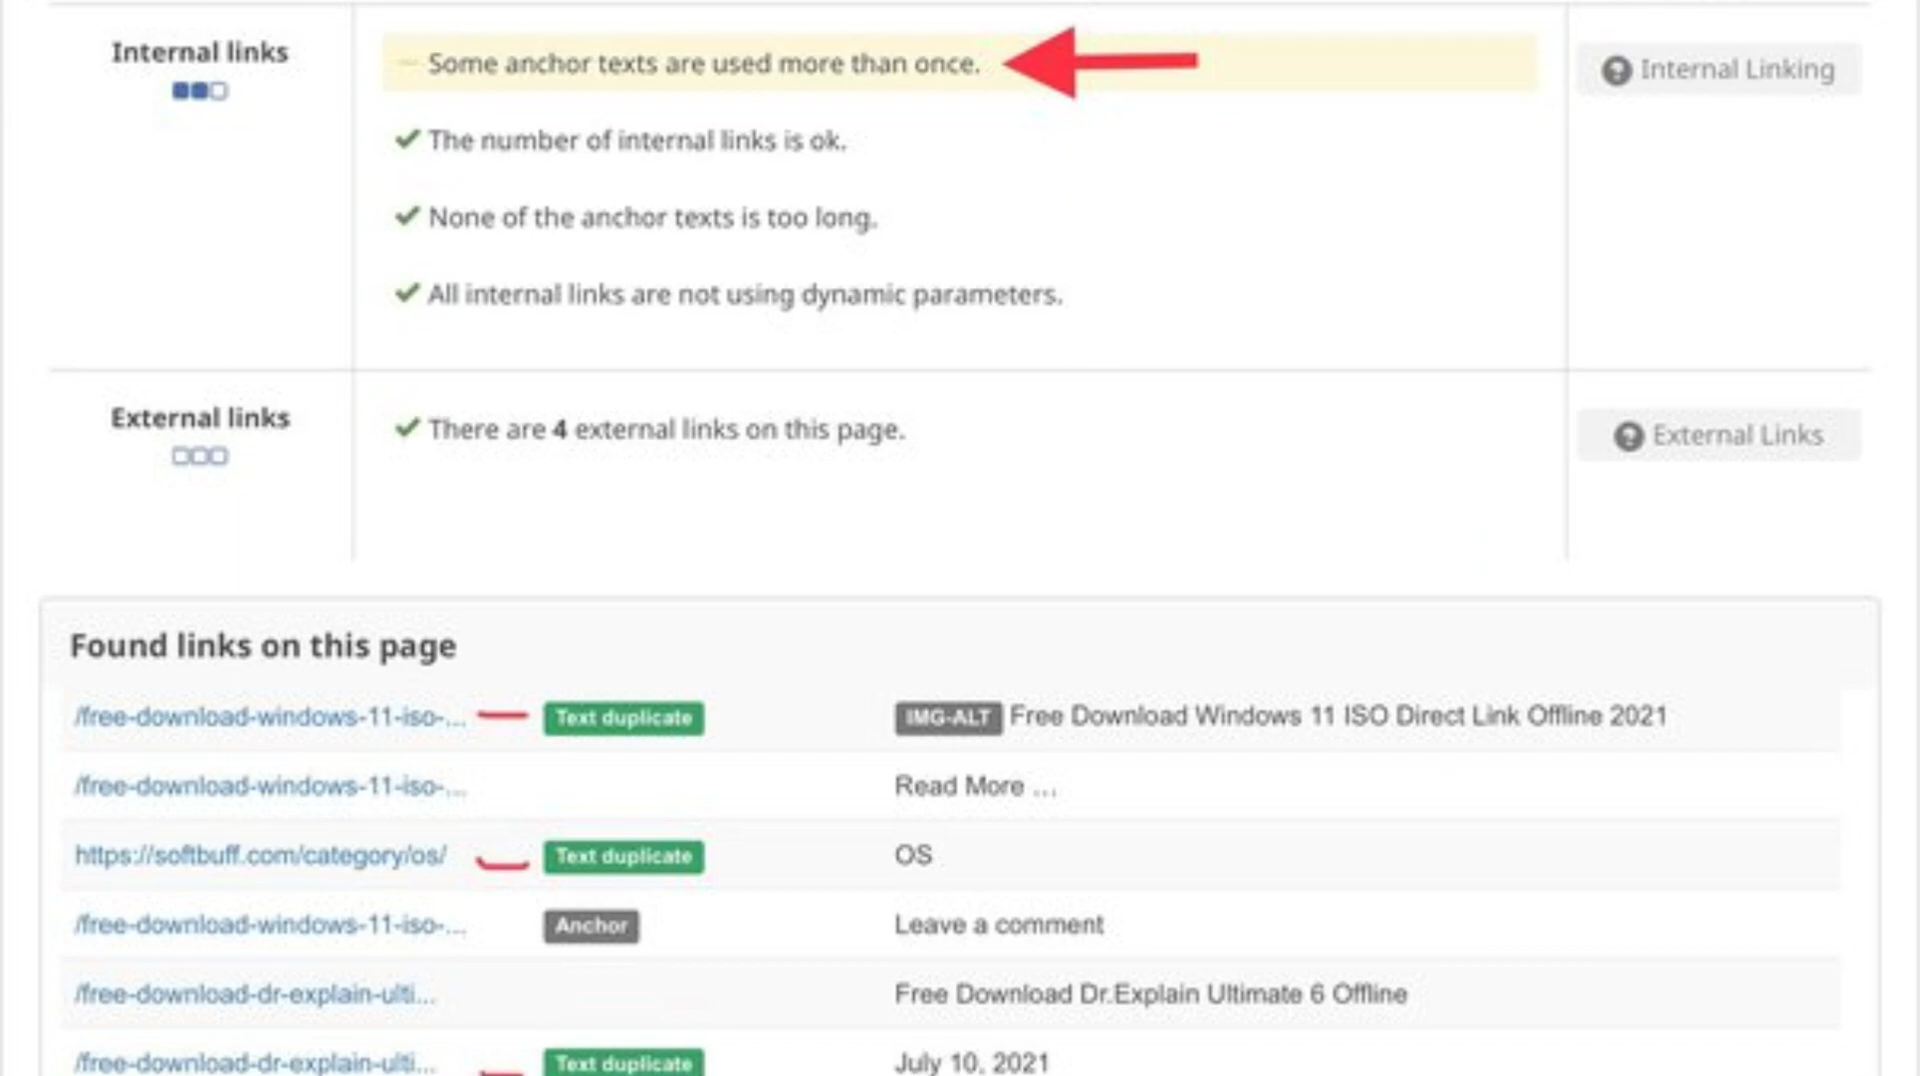 Internal links
Some anchor texts are used more than once.
Internal Linking
The number of internal links is ok.
None of the anchor texts is too long.
All internal links are not using dynamic parameters.
External links
There are 4 external links on this page.
External Links
Found links on this page
/free-download-windows-11-iso-... Text duplicate IMG-ALT Free Download Windows 11 ISO Direct Link Offline 2021
/free-download-windows-11-iso-... Read More …
https://softbuff.com/category/os/ Text duplicate OS
/free-download-windows-11-iso-... Anchor Leave a comment
/free-download-dr-explain-ulti... Free Download Dr.Explain Ultimate 6 Offline
/free-download-dr-explain-ulti... Text duplicate July 10, 2021